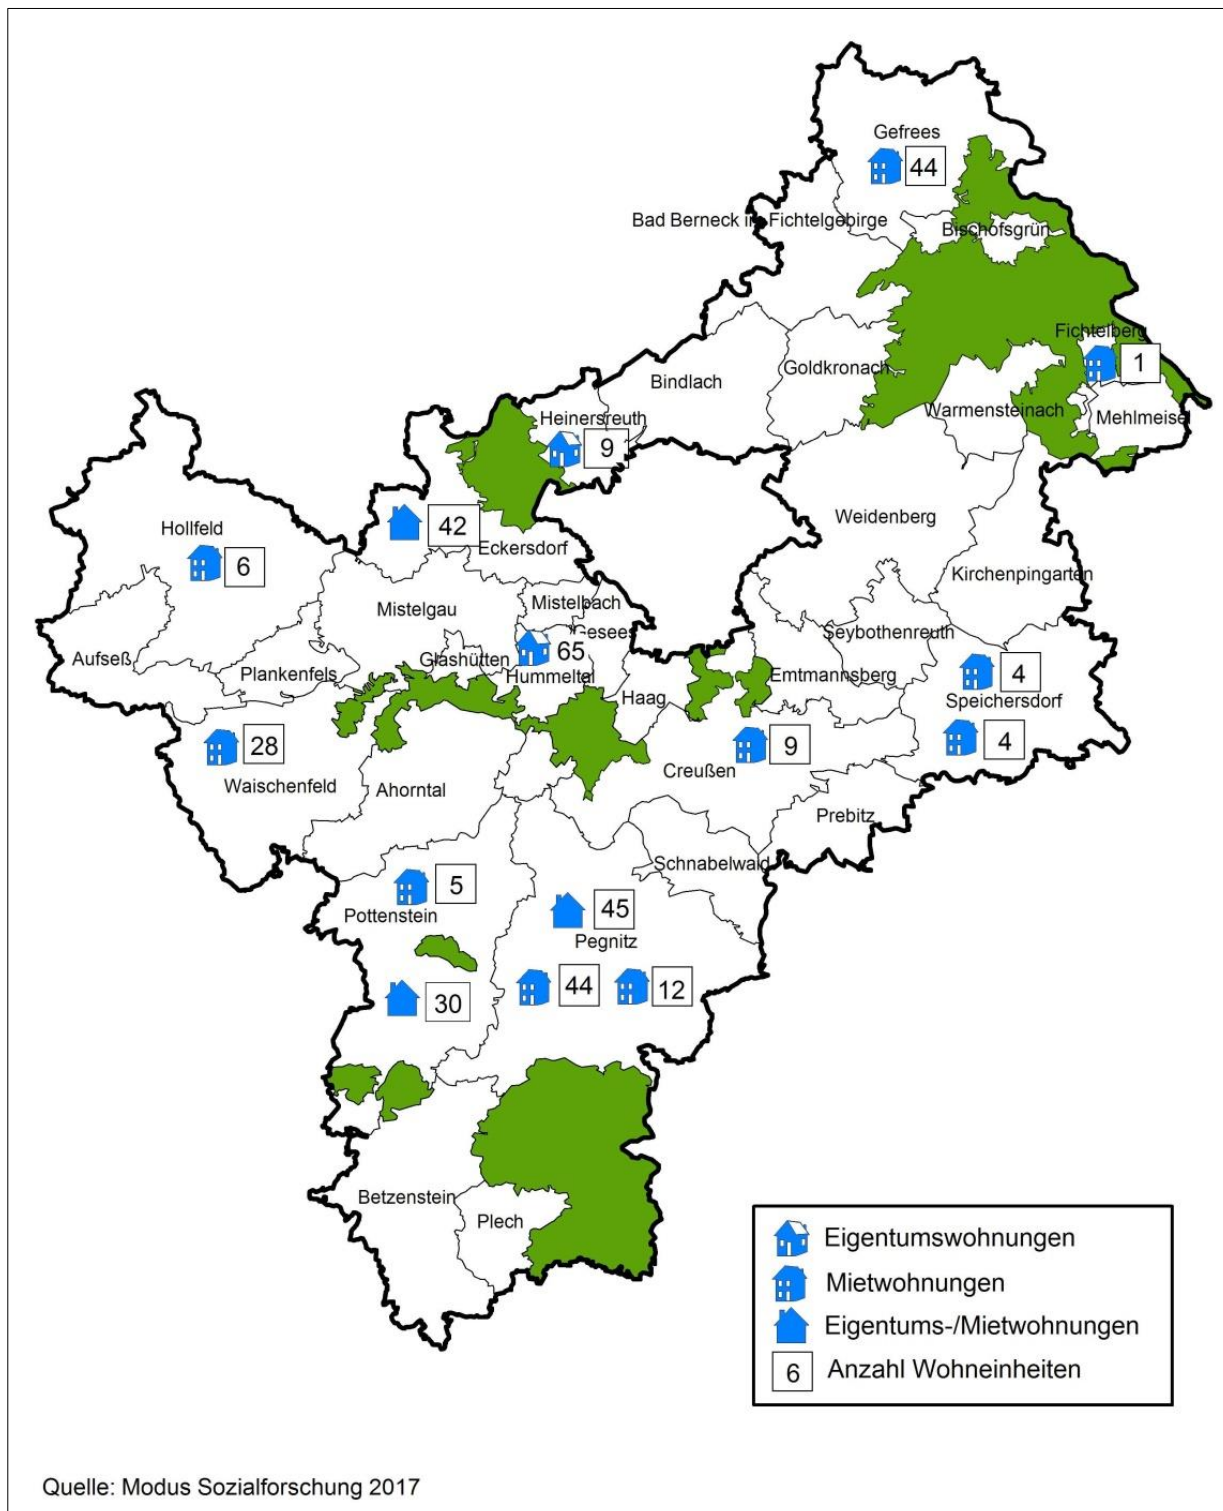 Gefrees
44
Bad Berneck im Fichtelgebirge
Bischofsgrün
Fichtelberg
1
Bindlach
Goldkronach
Warmensteinach
Mehlmeisel
Heinersreuth
9
Hollfeld
6
42
Eckersdorf
Weidenberg
Kirchenpingarten
Mistelgau
Mistelbach
Gesees
65
Seybothenreuth
Aufseß
Plankenfels
Glashütten
Hummeltal
Haag
Emtmannsberg
4
Speichersdorf
4
28
Waischenfeld
Ahorntal
Creußen
9
Prebitz
Schnabelwaid
5
Pottenstein
45
Pegnitz
30
44
12
Betzenstein
Plech
Eigentumswohnungen
Mietwohnungen
Eigentums-/Mietwohnungen
6 Anzahl Wohneinheiten
Quelle: Modus Sozialforschung 2017